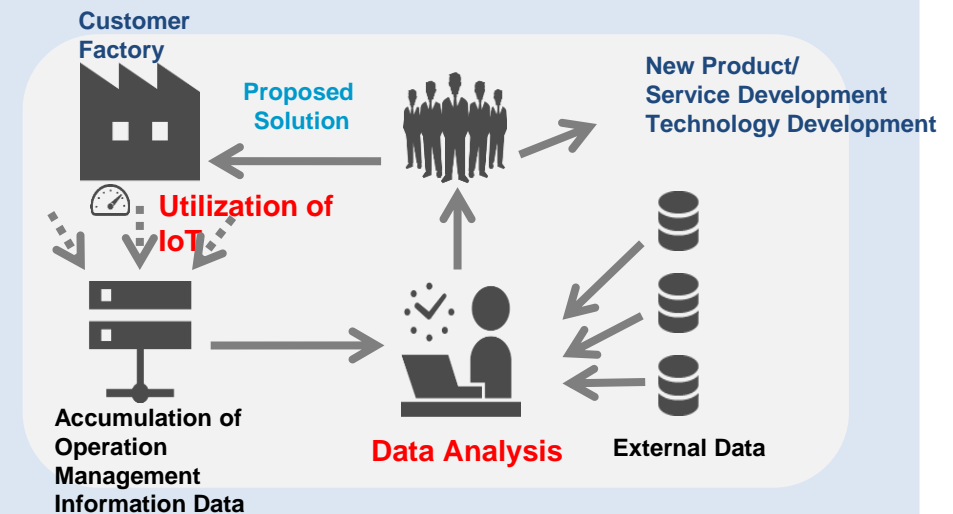 Customer
Factory
Proposed
Solution
New Product/
Service Development
Technology Development
Utilization of
IoT
Accumulation of
Operation
Management
Information Data
Data Analysis
External Data